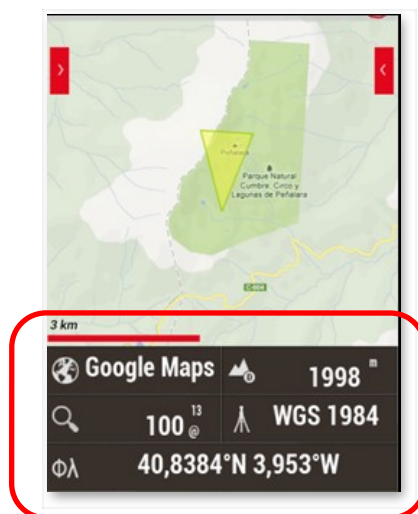 Peñalara
Parque Natural
Cumbre, Circo y
Lagunas de Peñalara
C-604
3 km
Google Maps
1998 m
100 @ 13
WGS 1984
Φλ
40,8384°N 3,953°W